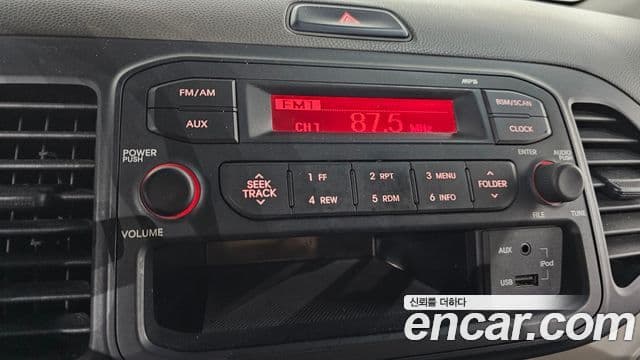 MP3
FM/AM
FM1
BSM/SCAN
AUX
CH1 87.5 MHz
CLOCK
POWER
PUSH
ENTER
AUDIO
PUSH
SEEK
TRACK
1 FF
2 RPT
3 MENU
FOLDER
4 REW
5 RDM
6 INFO
FILE
TUNE
VOLUME
AUX
iPod
USB
신뢰를 더하다
encar.com